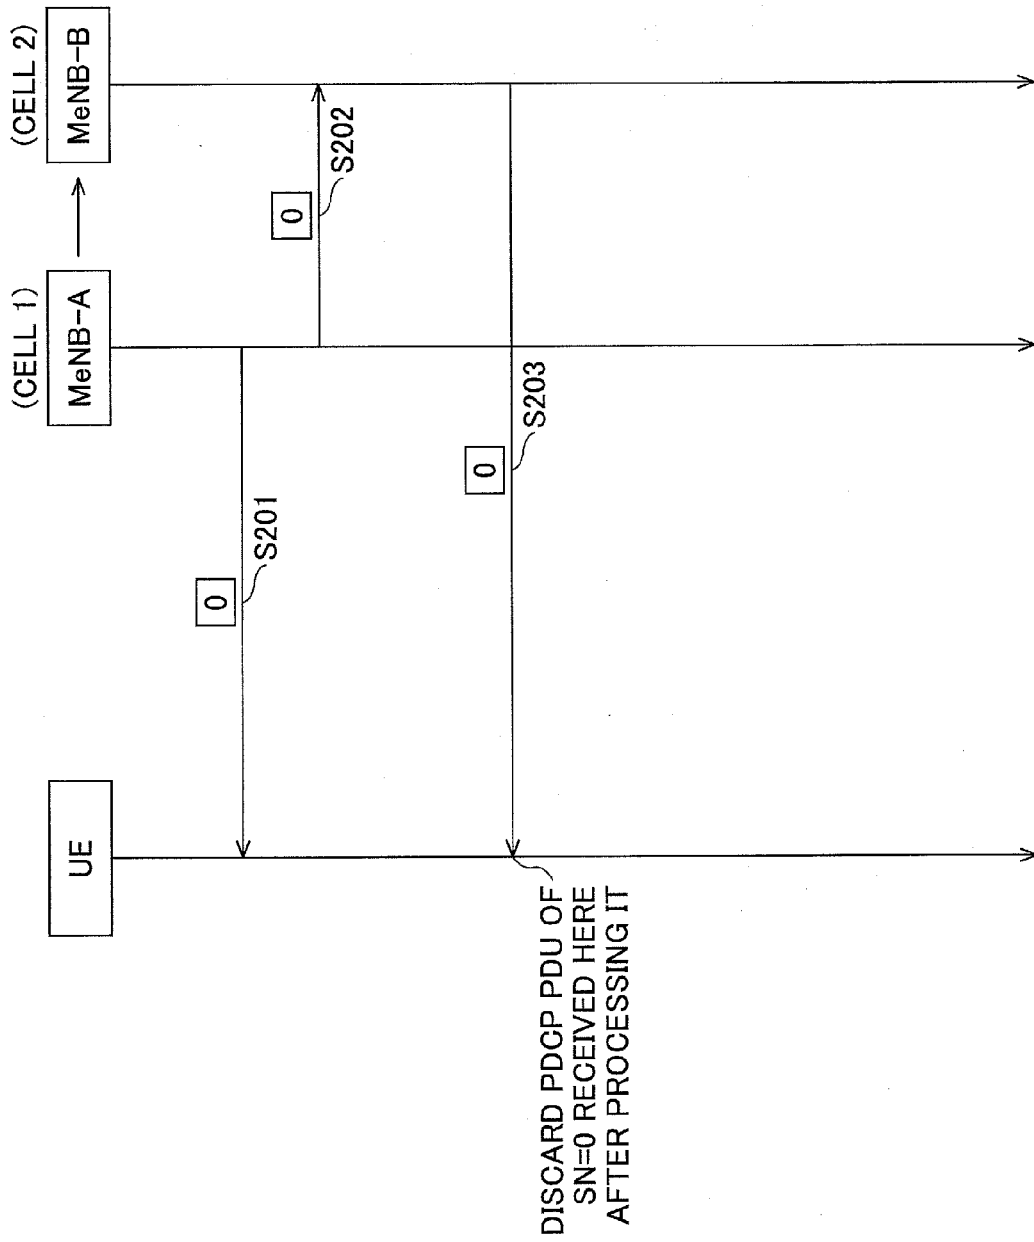 (CELL 1)
(CELL 2)
UE
MeNB-A
MeNB-B
0
S201
0
S202
0
S203
DISCARD PDCP PDU OF
SN=0 RECEIVED HERE
AFTER PROCESSING IT